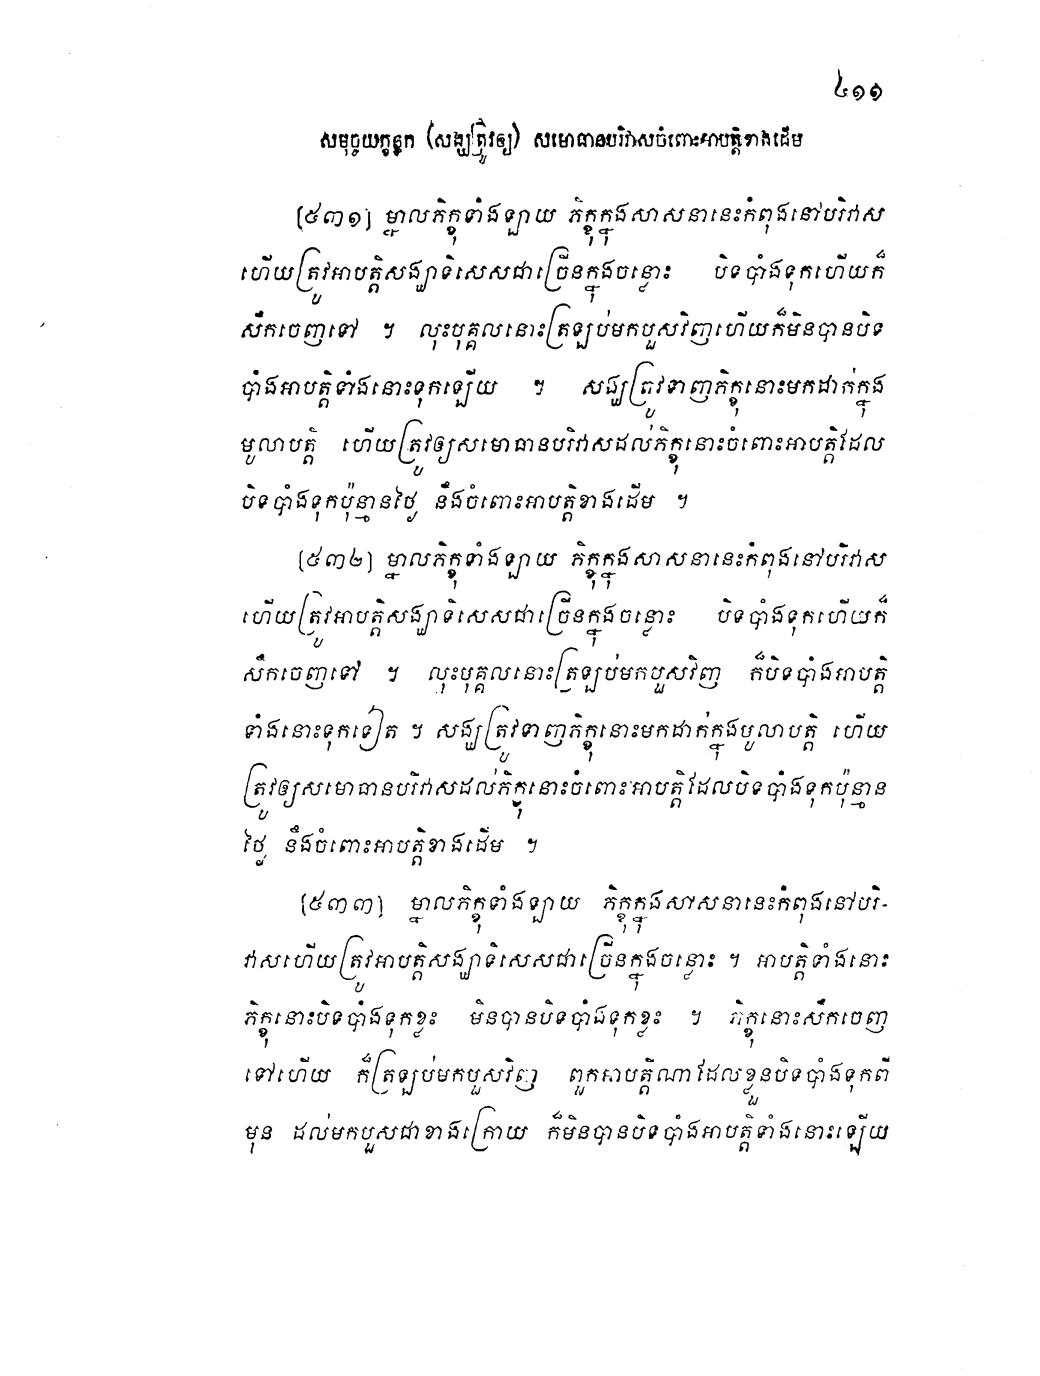 ៤១១
សមុច្ចយក្ខន្ធក (សង្ឃត្រូវឲ្យ) សមោធានបរិវាសចំពោះអាបត្តិខាងដើម
[៥៣១] ម្នាលភិក្ខុទាំងឡាយ ភិក្ខុក្នុងសាសនានេះកំពុងនៅបរិវាស
ហើយត្រូវអាបត្តិសង្ឃាទិសេសជាច្រើនក្នុងចន្លោះ បិទបាំងទុកហើយក៏
សឹកចេញទៅ ។ លុះបុគ្គលនោះត្រឡប់មកបួសវិញហើយក៏មិនបានបិទ
បាំងអាបត្តិទាំងនោះទុកឡើយ ។ សង្ឃត្រូវទាញភិក្ខុនោះមកដាក់ក្នុង
មូលាបត្តិ ហើយត្រូវឲ្យសមោធានបរិវាសដល់ភិក្ខុនោះចំពោះអាបត្តិដែល
បិទបាំងទុកប៉ុន្មានថ្ងៃ នឹងចំពោះអាបត្តិខាងដើម ។
[៥៣២] ម្នាលភិក្ខុទាំងឡាយ ភិក្ខុក្នុងសាសនានេះកំពុងនៅបរិវាស
ហើយត្រូវអាបត្តិសង្ឃាទិសេសជាច្រើនក្នុងចន្លោះ បិទបាំងទុកហើយក៏
សឹកចេញទៅ ។ លុះបុគ្គលនោះត្រឡប់មកបួសវិញ ក៏បិទបាំងអាបត្តិ
ទាំងនោះទុកទៀត ។ សង្ឃត្រូវទាញភិក្ខុនោះមកដាក់ក្នុងមូលាបត្តិ ហើយ
ត្រូវឲ្យសមោធានបរិវាសដល់ភិក្ខុនោះចំពោះអាបត្តិដែលបិទបាំងទុកប៉ុន្មាន
ថ្ងៃ នឹងចំពោះអាបត្តិខាងដើម ។
[៥៣៣] ម្នាលភិក្ខុទាំងឡាយ ភិក្ខុក្នុងសាសនានេះកំពុងនៅបរិ-
វាសហើយត្រូវអាបត្តិសង្ឃាទិសេសជាច្រើនក្នុងចន្លោះ ។ អាបត្តិទាំងនោះ
ភិក្ខុនោះបិទបាំងទុកខ្លះ មិនបានបិទបាំងទុកខ្លះ ។ ភិក្ខុនោះសឹកចេញ
ទៅហើយ ក៏ត្រឡប់មកបួសវិញ ពួកអាបត្តិណាដែលខ្លួនបិទបាំងទុកពី
មុន ដល់មកបួសជាខាងក្រោយ ក៏មិនបានបិទបាំងអាបត្តិទាំងនោះឡើយ